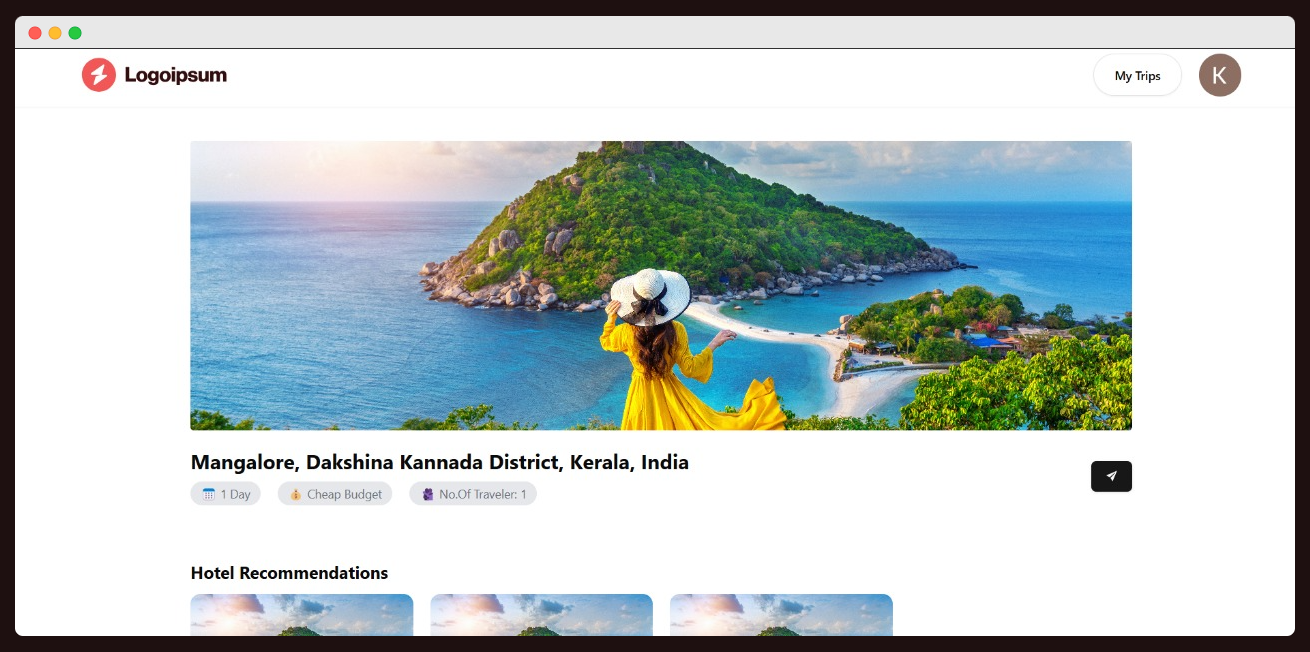 Logoipsum
My Trips
K
Mangalore, Dakshina Kannada District, Kerala, India
1 Day
Cheap Budget
No.Of Traveler: 1
Hotel Recommendations